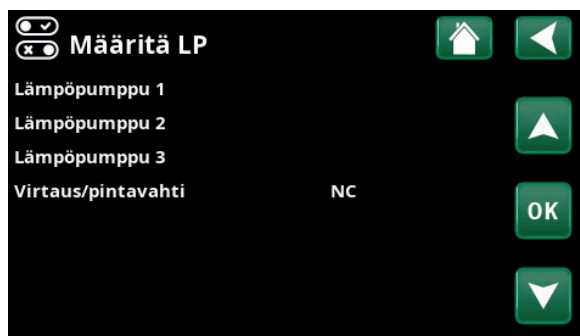 Määritä LP
Lämpöpumppu 1
Lämpöpumppu 2
Lämpöpumppu 3
Virtaus/pintavahti NC
OK